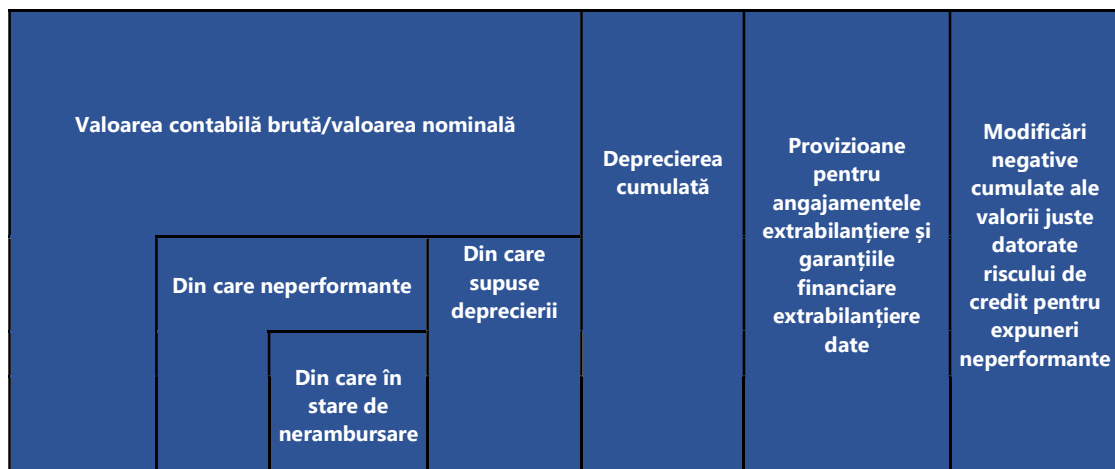 Valoarea contabilă brută/valoarea nominală
Din care neperformante
Din care în
stare de
nerambursare
Din care
supuse
deprecierii
Deprecierea
cumulată
Provizioane
pentru
angajamentele
extrabilanțiere și
garanțiile
financiare
extrabilanțiere
date
Modificări
negative
cumulate ale
valorii juste
datorate
riscului de
credit pentru
expuneri
neperformante